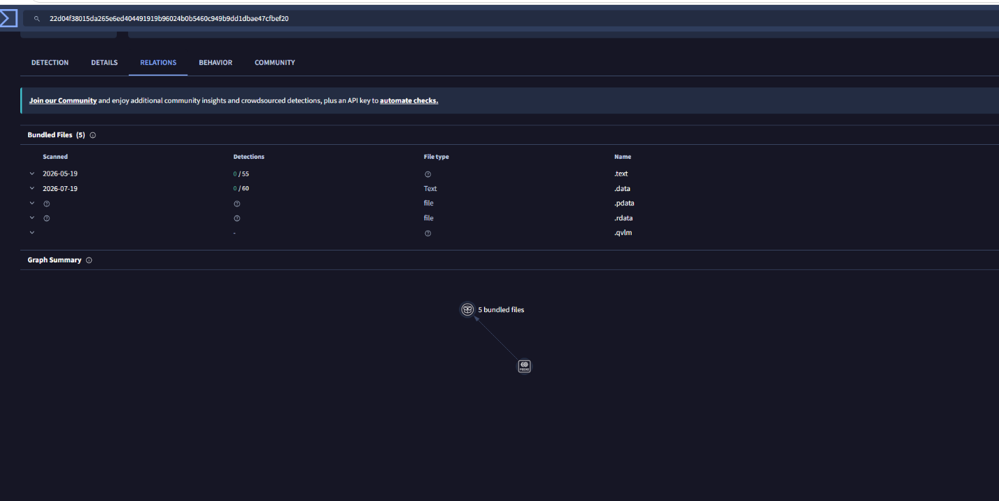 22d04f38015da265e6ed404491919b96024b0b5460c949b9dd1dbae47cfbef20
DETECTION DETAILS RELATIONS BEHAVIOR COMMUNITY
Join our Community and enjoy additional community insights and crowdsourced detections, plus an API key to automate checks.
Bundled Files (5)
Scanned Detections File type Name
2026-05-19 0 / 55 .text
2026-07-19 0 / 60 Text .data
file .pdata
file .rdata
- .qvlm
Graph Summary
5 bundled files